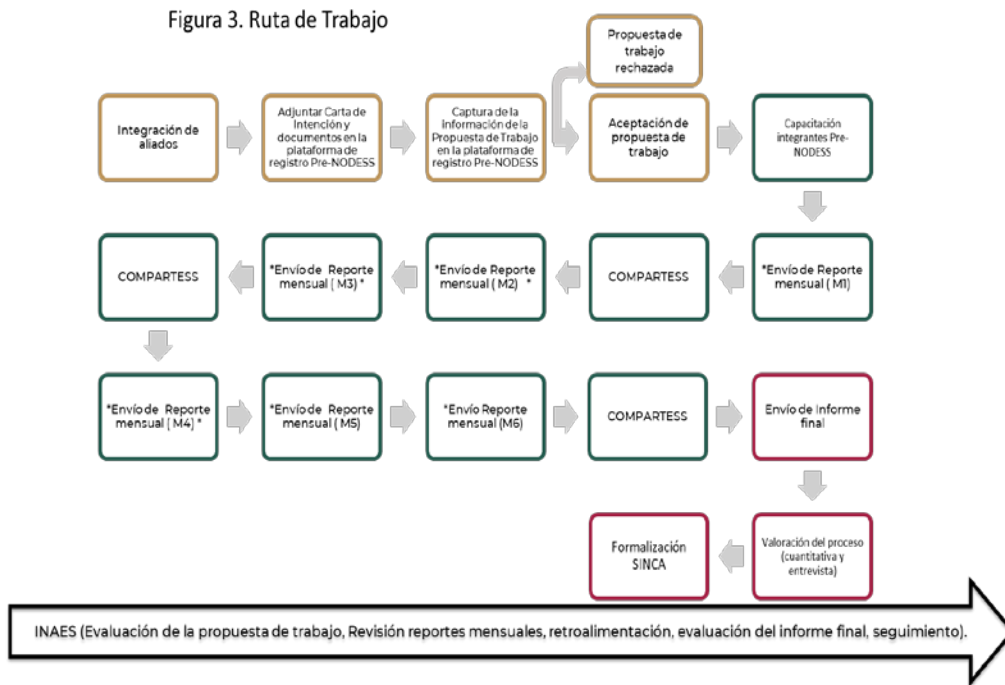 Figura 3. Ruta de Trabajo
Propuesta de
trabajo
rechazada
Integración de
aliados
Adjuntar Carta de
Intención y
documentos en la
plataforma de
registro Pre-NODESS
Captura de la
información de la
Propuesta de Trabajo
en la plataforma de
registro Pre-NODESS
Aceptación de
propuesta de
trabajo
Capacitación
integrantes Pre-
NODESS
COMPARTESS
*Envío de Reporte
mensual ( M3) *
*Envío de Reporte
mensual ( M2) *
COMPARTESS
*Envío de Reporte
mensual ( M1)
*Envío de Reporte
mensual ( M4) *
*Envío de Reporte
mensual ( M5)
*Envío Reporte
mensual (M6)
COMPARTESS
Envío de Informe
final
Formalización
SINCA
Valoración del proceso
(cuantitativa y
entrevista)
INAES (Evaluación de la propuesta de trabajo, Revisión reportes mensuales, retroalimentación, evaluación del informe final, seguimiento).